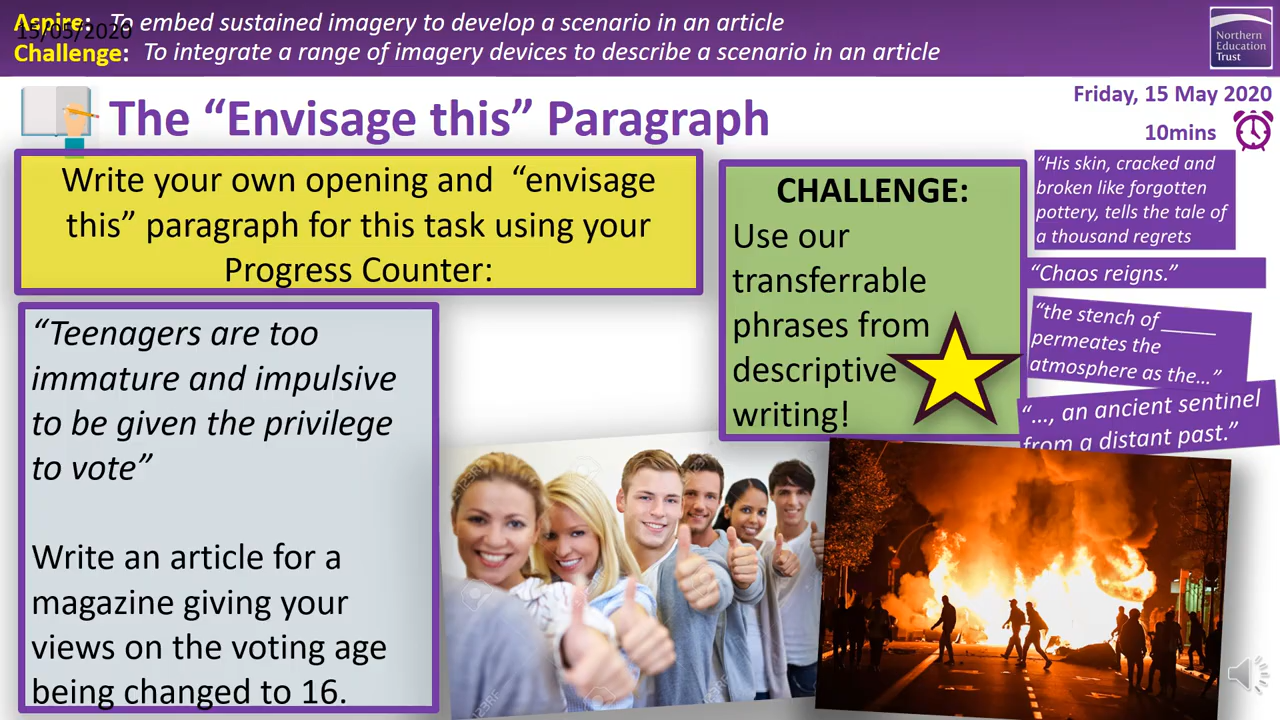 Aspire: To embed sustained imagery to develop a scenario in an article
15/05/2020
Challenge: To integrate a range of imagery devices to describe a scenario in an article
Northern
Education
Trust
The “Envisage this” Paragraph
Friday, 15 May 2020
10mins
Write your own opening and “envisage
this” paragraph for this task using your
Progress Counter:
“Teenagers are too
immature and impulsive
to be given the privilege
to vote”
Write an article for a
magazine giving your
views on the voting age
being changed to 16.
CHALLENGE:
Use our
transferrable
phrases from
descriptive
writing!
“His skin, cracked and
broken like forgotten
pottery, tells the tale of
a thousand regrets
“Chaos reigns.”
“the stench of _____
permeates the
atmosphere as the…”
“…, an ancient sentinel
from a distant past.”